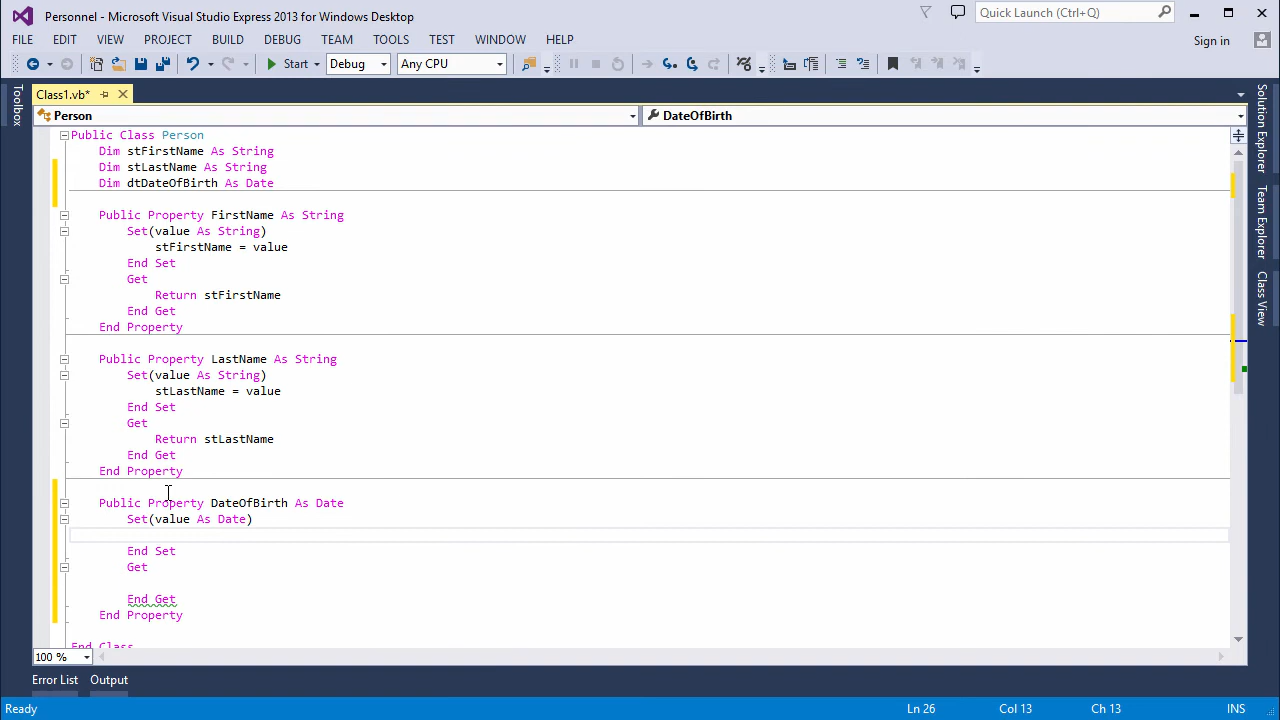 Personnel - Microsoft Visual Studio Express 2013 for Windows Desktop
Quick Launch (Ctrl+Q)
FILE EDIT VIEW PROJECT BUILD DEBUG TEAM TOOLS TEST WINDOW HELP
Sign in
Start Debug Any CPU
Toolbox
Class1.vb*
Person
DateOfBirth
Public Class Person
Dim stFirstName As String
Dim stLastName As String
Dim dtDateOfBirth As Date
Public Property FirstName As String
Set(value As String)
stFirstName = value
End Set
Get
Return stFirstName
End Get
End Property
Public Property LastName As String
Set(value As String)
stLastName = value
End Set
Get
Return stLastName
End Get
End Property
Public Property DateOfBirth As Date
Set(value As Date)
End Set
Get
End Get
End Property
End Class
100 %
Solution Explorer
Team Explorer
Class View
Error List Output
Ready Ln 26 Col 13 Ch 13 INS